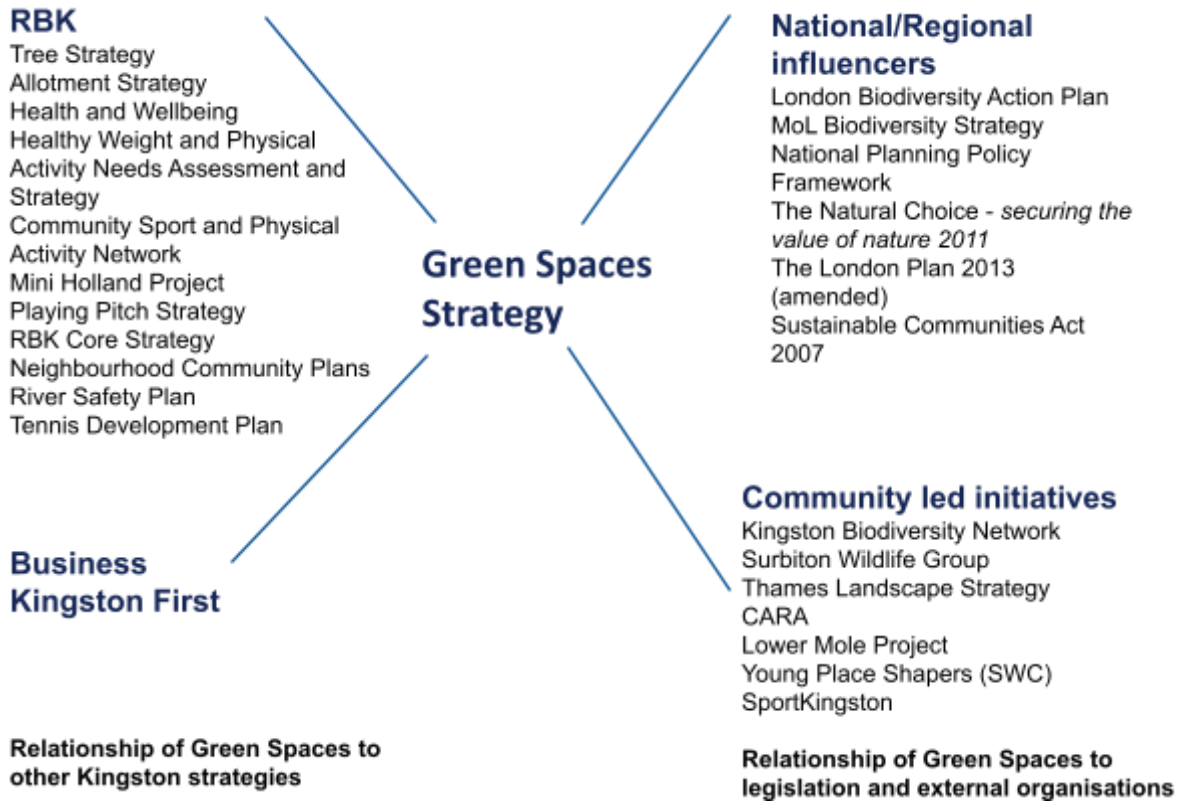 RBK
Tree Strategy
Allotment Strategy
Health and Wellbeing
Healthy Weight and Physical
Activity Needs Assessment and
Strategy
Community Sport and Physical
Activity Network
Mini Holland Project
Playing Pitch Strategy
RBK Core Strategy
Neighbourhood Community Plans
River Safety Plan
Tennis Development Plan
National/Regional
influencers
London Biodiversity Action Plan
MoL Biodiversity Strategy
National Planning Policy
Framework
The Natural Choice - securing the
value of nature 2011
The London Plan 2013
(amended)
Sustainable Communities Act
2007
Green Spaces
Strategy
Business
Kingston First
Community led initiatives
Kingston Biodiversity Network
Surbiton Wildlife Group
Thames Landscape Strategy
CARA
Lower Mole Project
Young Place Shapers (SWC)
SportKingston
Relationship of Green Spaces to
other Kingston strategies
Relationship of Green Spaces to
legislation and external organisations